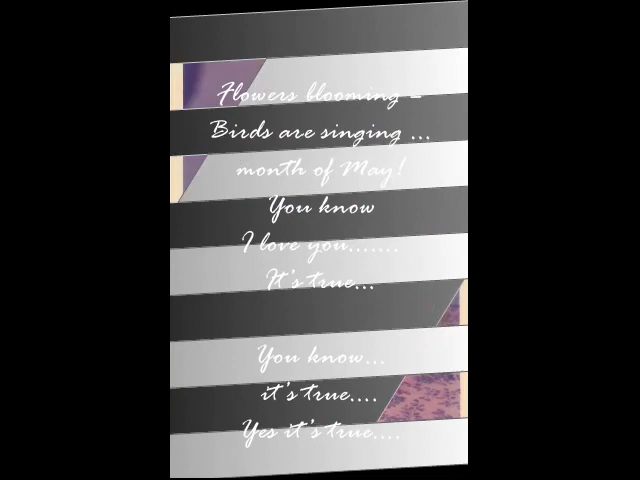 Flowers blooming –
Birds are singing ...
month of May!
You know
I love you.......
It's true...
You know...
it's true....
Yes it's true....